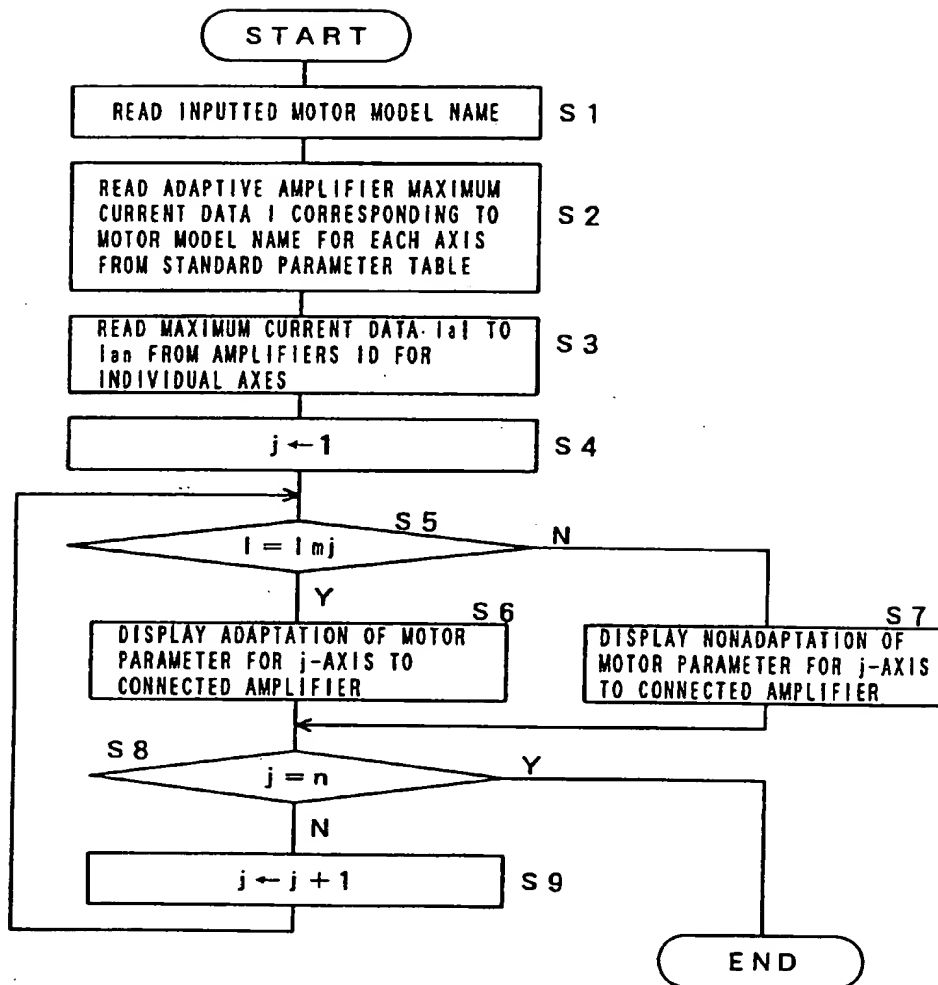 START
READ INPUTTED MOTOR MODEL NAME
S1
READ ADAPTIVE AMPLIFIER MAXIMUM
CURRENT DATA I CORRESPONDING TO
MOTOR MODEL NAME FOR EACH AXIS
FROM STANDARD PARAMETER TABLE
S2
READ MAXIMUM CURRENT DATA Ia1 TO
Ian FROM AMPLIFIERS ID FOR
INDIVIDUAL AXES
S3
j ← 1
S4
S5
I = Imj
N
Y
S6
DISPLAY ADAPTATION OF MOTOR
PARAMETER FOR j-AXIS TO
CONNECTED AMPLIFIER
S7
DISPLAY NONADAPTATION OF
MOTOR PARAMETER FOR j-AXIS
TO CONNECTED AMPLIFIER
S8
j = n
Y
N
j ← j + 1
S9
END